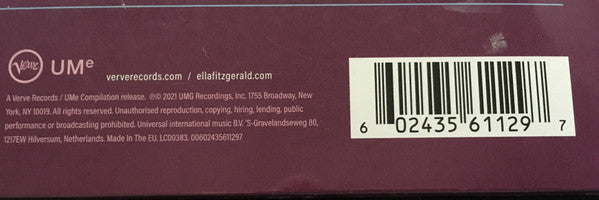 Verve UMe ververecords.com / ellafitzgerald.com
A Verve Records / UMe Compilation release. ℗© 2021 UMG Recordings, Inc. 1755 Broadway, New
York, NY 10019. All rights reserved. Unauthorised reproduction, copying, hiring, lending, public
performance or broadcasting prohibited. Universal international music B.V. 'S-Gravelandseweg 80,
1217EW Hilversum, Netherlands. Made In The EU. LC00383. 00602435611297
6 02435 61129 7